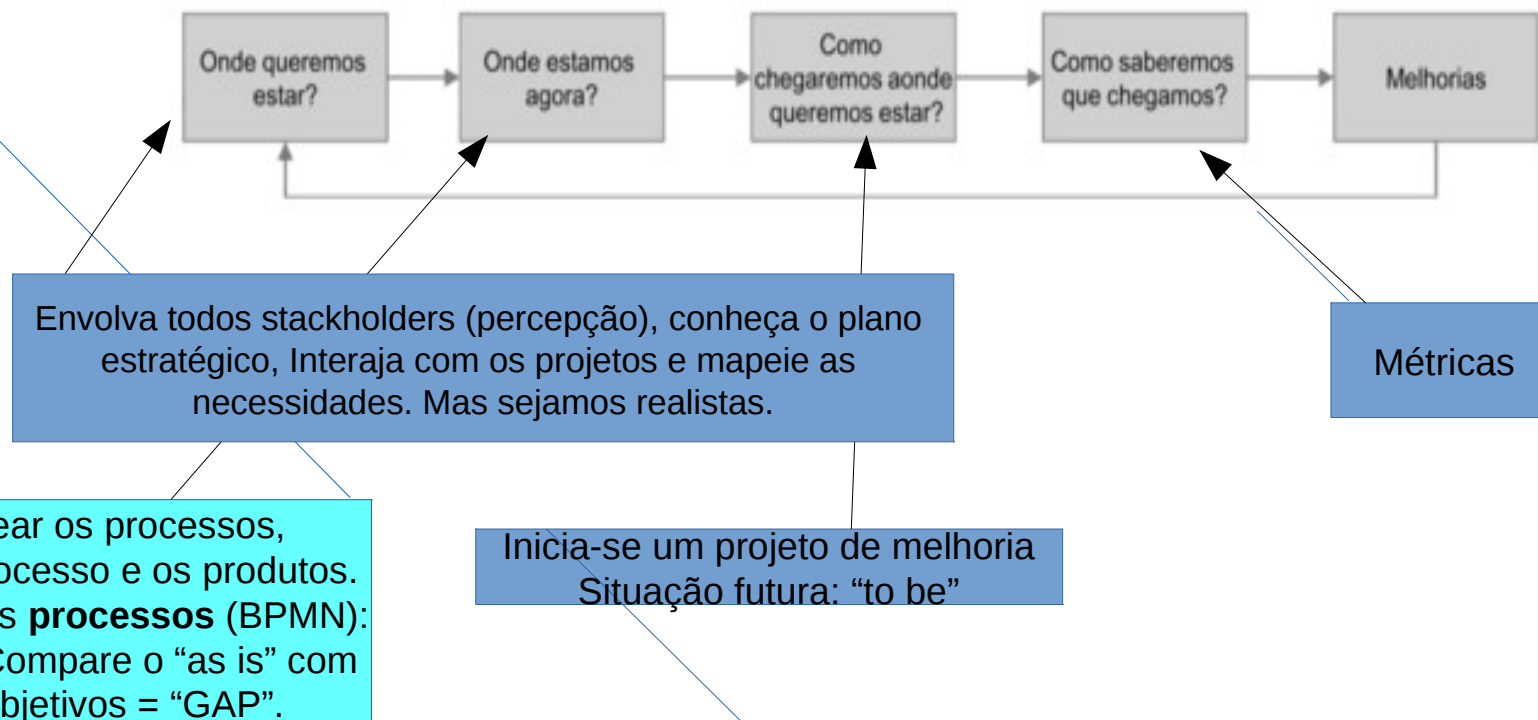 Onde queremos
estar?
Onde estamos
agora?
Como
chegaremos aonde
queremos estar?
Como saberemos
que chegamos?
Melhorias
Envolva todos stackholders (percepção), conheça o plano
estratégico, Interaja com os projetos e mapeie as
necessidades. Mas sejamos realistas.
Métricas
ear os processos,
ocesso e os produtos.
s processos (BPMN):
Compare o “as is” com
bjetivos = “GAP”.
Inicia-se um projeto de melhoria
Situação futura: “to be”